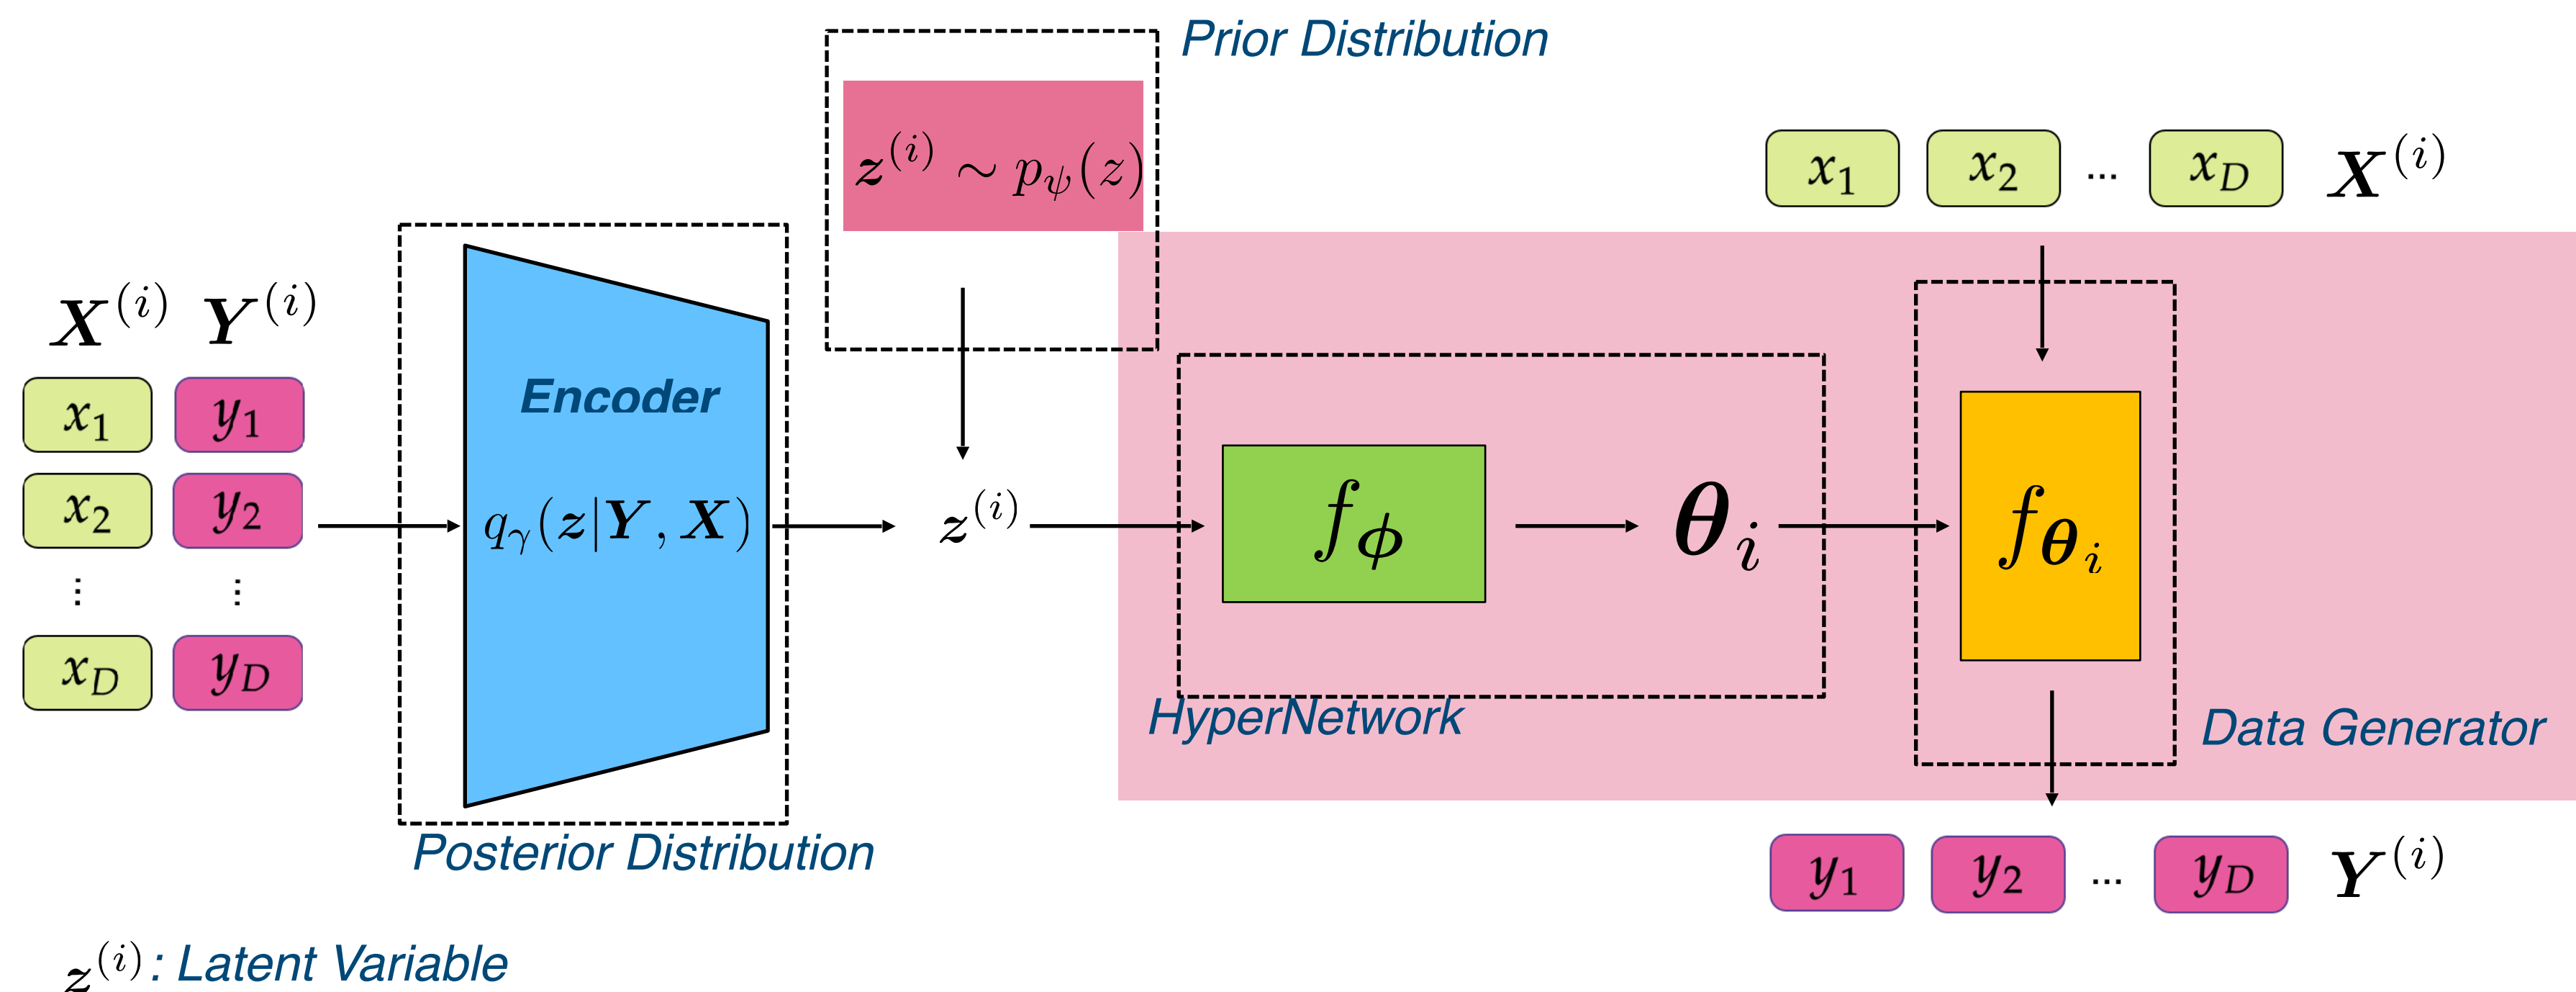 Prior Distribution
z^(i) ∼ p_ψ(z)
x_1 x_2 ... x_D X^(i)
X^(i) Y^(i)
x_1 y_1
x_2 y_2
⋮ ⋮
x_D y_D
Encoder
q_γ(z|Y, X)
Posterior Distribution
z^(i)
f_ϕ
θ_i
HyperNetwork
f_θ_i
Data Generator
y_1 y_2 ... y_D Y^(i)
z^(i): Latent Variable